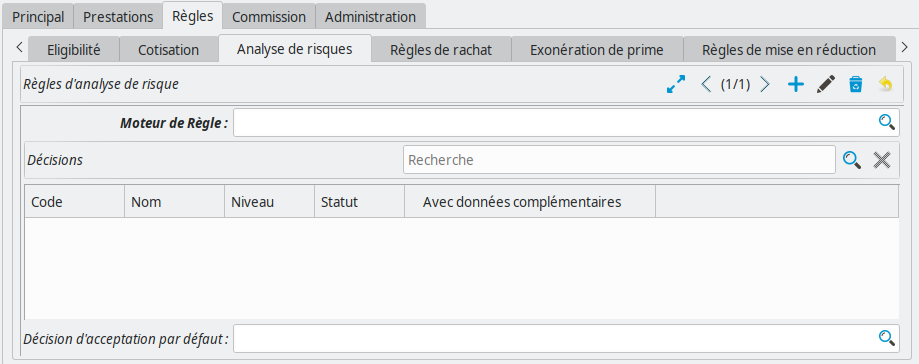 Principal Prestations Règles Commission Administration
Eligibilité Cotisation Analyse de risques Règles de rachat Exonération de prime Règles de mise en réduction
Règles d'analyse de risque (1/1)
Moteur de Règle :
Décisions Recherche
Code Nom Niveau Statut Avec données complémentaires
Décision d'acceptation par défaut :